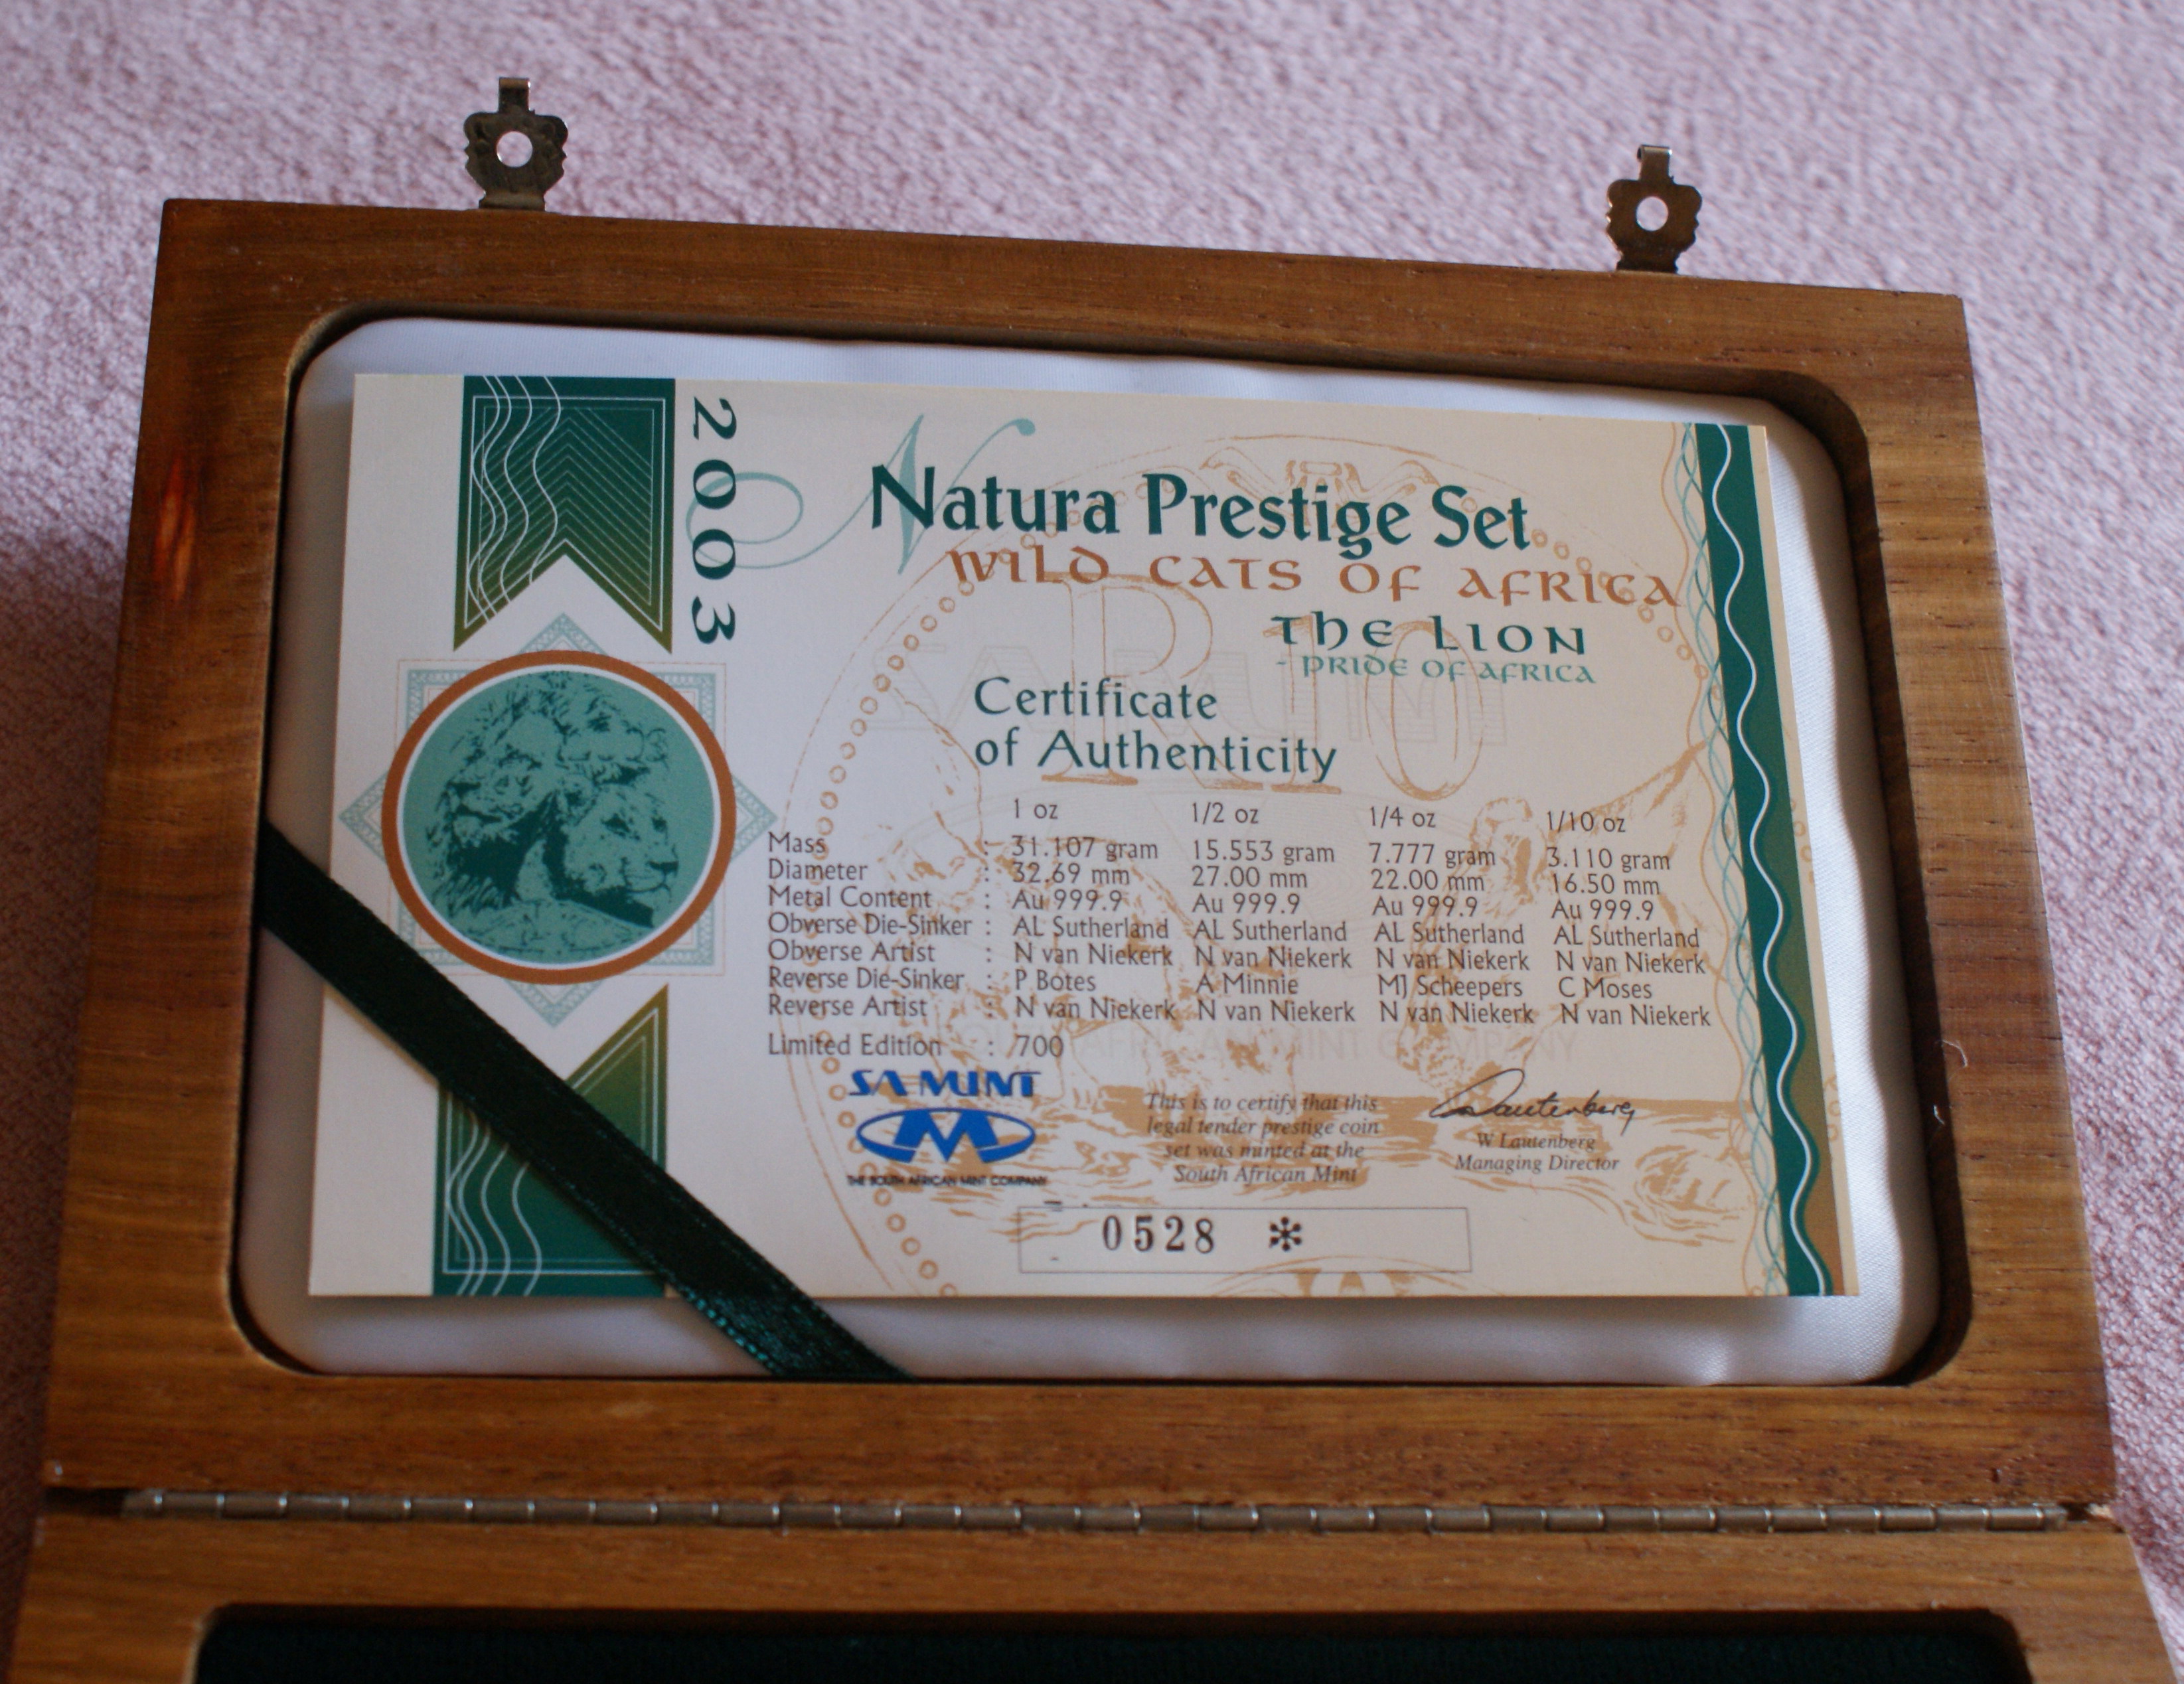 2003
Natura Prestige Set
WILD CATS OF AFRICA
THE LION
- PRIDE OF AFRICA
Certificate
of Authenticity
1 oz 1/2 oz 1/4 oz 1/10 oz
Mass : 31.107 gram 15.553 gram 7.777 gram 3.110 gram
Diameter : 32.69 mm 27.00 mm 22.00 mm 16.50 mm
Metal Content : Au 999.9 Au 999.9 Au 999.9 Au 999.9
Obverse Die-Sinker : AL Sutherland AL Sutherland AL Sutherland AL Sutherland
Obverse Artist : N van Niekerk N van Niekerk N van Niekerk N van Niekerk
Reverse Die-Sinker : P Botes A Minnie MJ Scheepers C Moses
Reverse Artist : N van Niekerk N van Niekerk N van Niekerk N van Niekerk
Limited Edition : 700
SA MINT
THE SOUTH AFRICAN MINT COMPANY
This is to certify that this
legal tender prestige coin
set was minted at the
South African Mint
Lautenberg
W Lautenberg
Managing Director
0528 *
R10